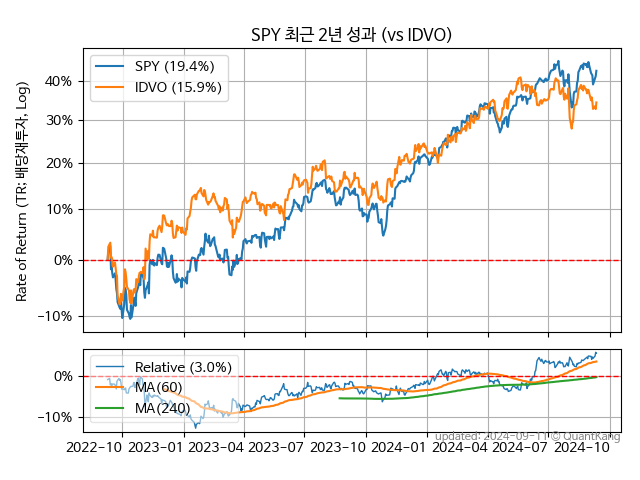 SPY 최근 2년 성과 (vs IDVO)
SPY (19.4%)
IDVO (15.9%)
Rate of Return (TR; 배당재투자, Log)
40%
30%
20%
10%
0%
−10%
Relative (3.0%)
MA(60)
MA(240)
0%
−10%
updated: 2024-09-11 © QuantKang
2022-10 2023-01 2023-04 2023-07 2023-10 2024-01 2024-04 2024-07 2024-10